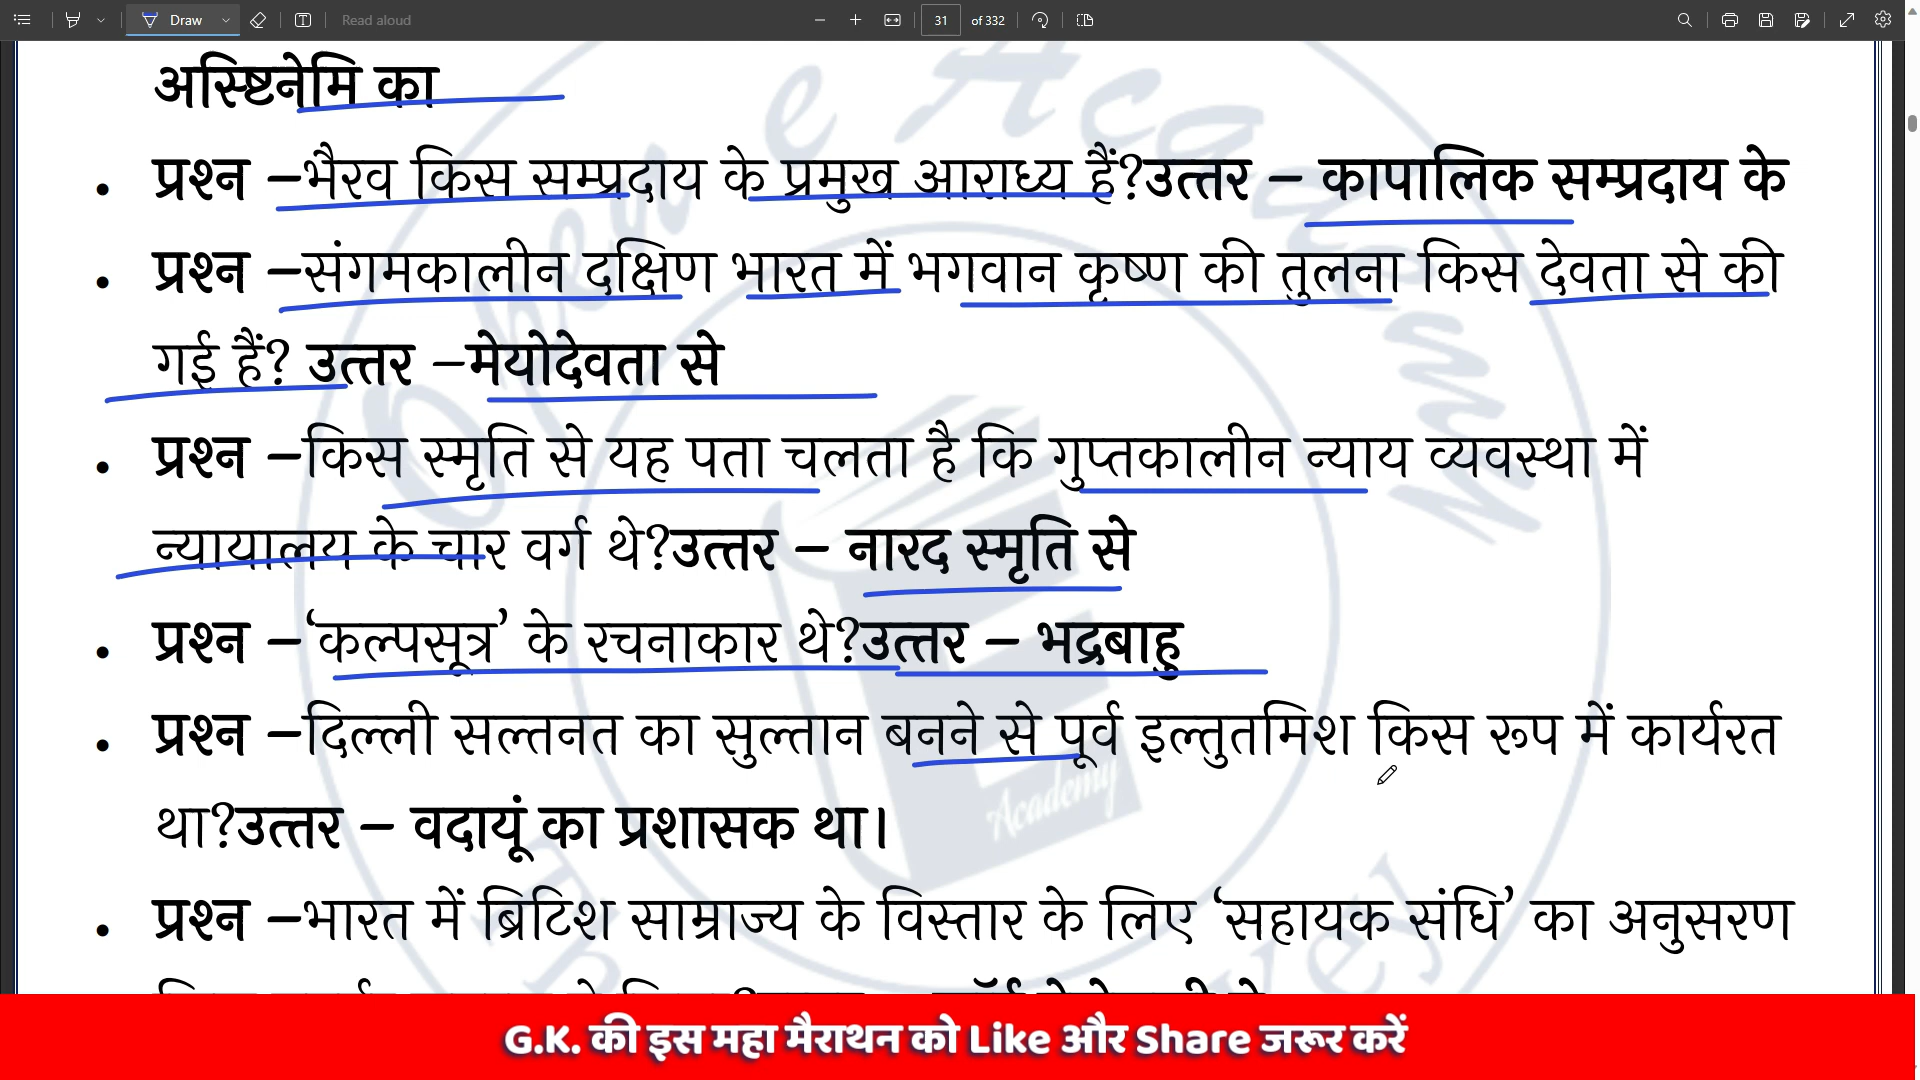 Draw
Read aloud
31 of 332
अस्ष्टिनेमि का
• प्रश्न –भैरव किस सम्प्रदाय के प्रमुख आराध्य हैं?उत्तर – कापालिक सम्प्रदाय के
• प्रश्न –संगमकालीन दक्षिण भारत में भगवान कृष्ण की तुलना किस देवता से की
गई हैं? उत्तर –मेयोदेवता से
• प्रश्न –किस स्मृति से यह पता चलता है कि गुप्तकालीन न्याय व्यवस्था में
न्यायालय के चार वर्ग थे?उत्तर – नारद स्मृति से
• प्रश्न –‘कल्पसूत्र’ के रचनाकार थे?उत्तर – भद्रबाहु
• प्रश्न –दिल्ली सल्तनत का सुल्तान बनने से पूर्व इल्तुतमिश किस रूप में कार्यरत
था?उत्तर – वदायूं का प्रशासक था।
• प्रश्न –भारत में ब्रिटिश साम्राज्य के विस्तार के लिए ‘सहायक संधि’ का अनुसरण
Open e Academy
Academy
G.K. की इस महा मैराथन को Like और Share जरूर करें